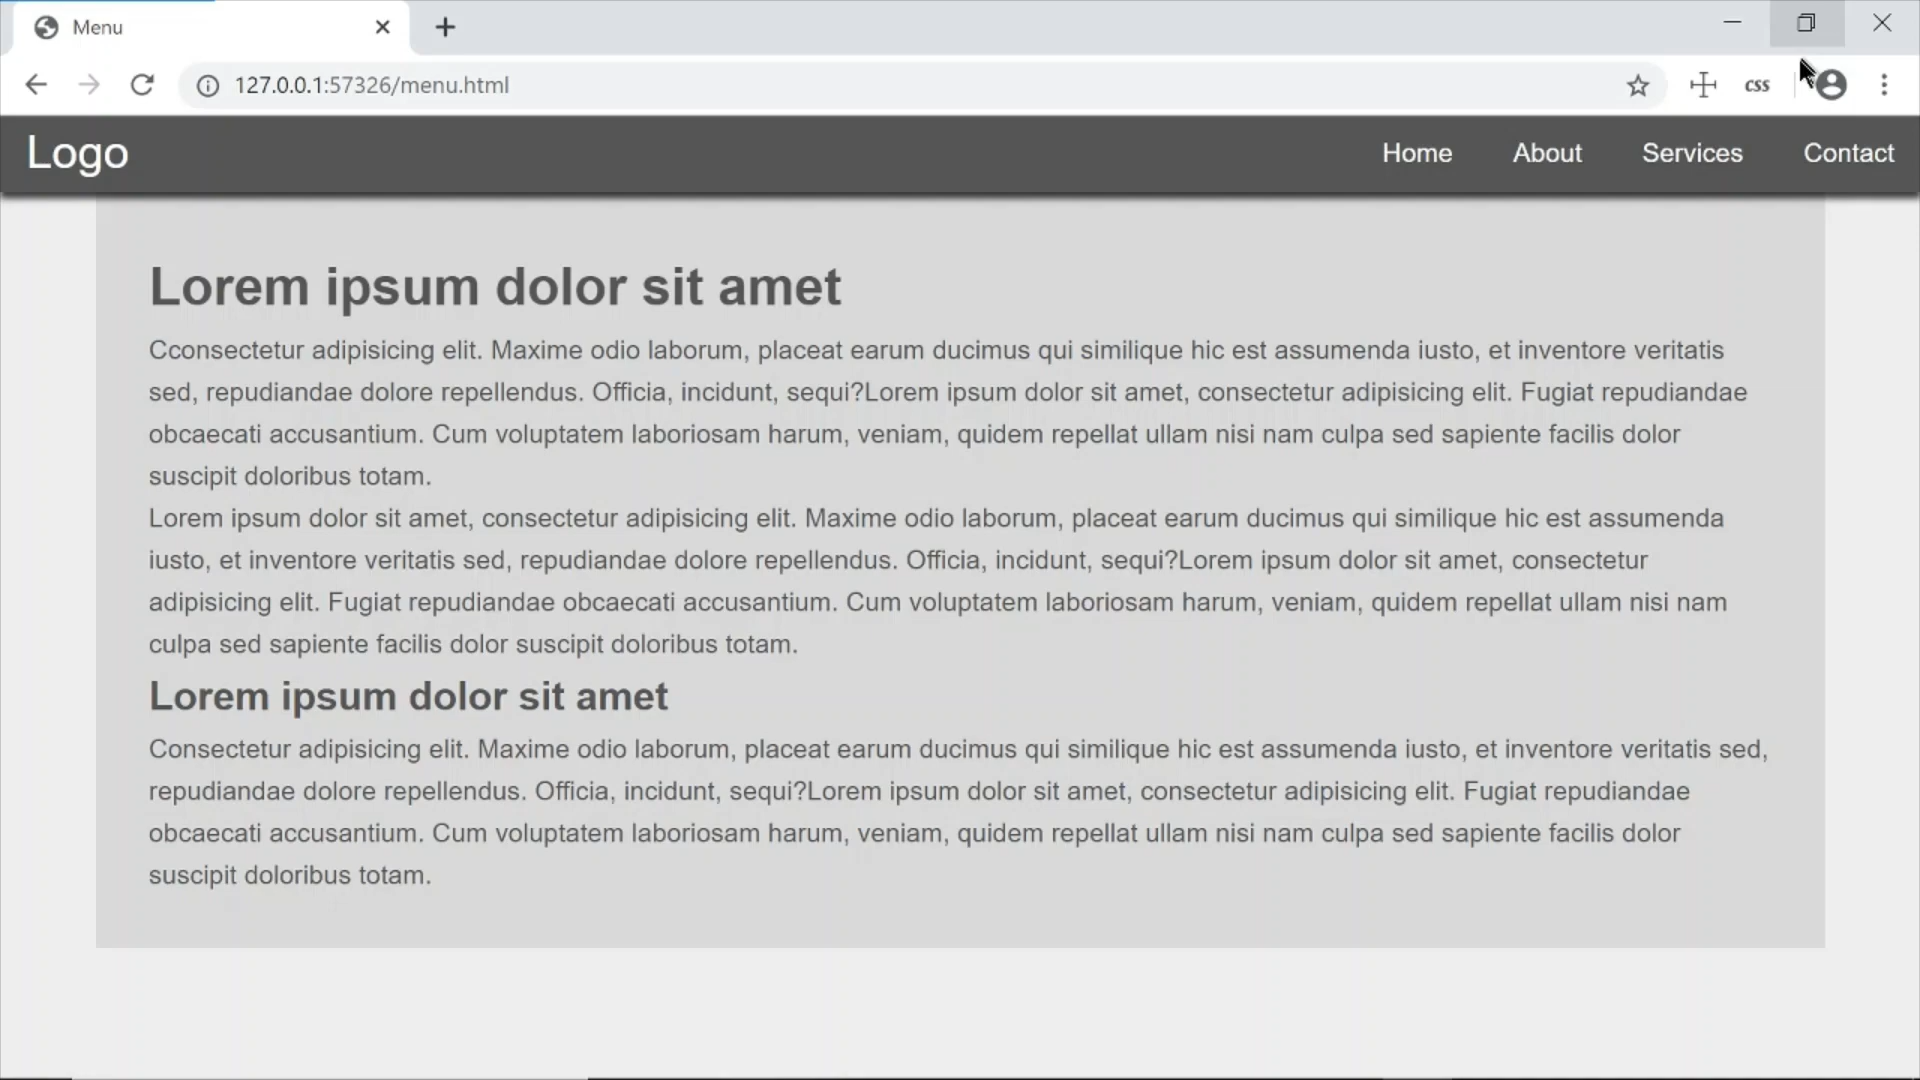 Menu
127.0.0.1:57326/menu.html
css
Logo
Home About Services Contact
Lorem ipsum dolor sit amet
Cconsectetur adipisicing elit. Maxime odio laborum, placeat earum ducimus qui similique hic est assumenda iusto, et inventore veritatis
sed, repudiandae dolore repellendus. Officia, incidunt, sequi?Lorem ipsum dolor sit amet, consectetur adipisicing elit. Fugiat repudiandae
obcaecati accusantium. Cum voluptatem laboriosam harum, veniam, quidem repellat ullam nisi nam culpa sed sapiente facilis dolor
suscipit doloribus totam.
Lorem ipsum dolor sit amet, consectetur adipisicing elit. Maxime odio laborum, placeat earum ducimus qui similique hic est assumenda
iusto, et inventore veritatis sed, repudiandae dolore repellendus. Officia, incidunt, sequi?Lorem ipsum dolor sit amet, consectetur
adipisicing elit. Fugiat repudiandae obcaecati accusantium. Cum voluptatem laboriosam harum, veniam, quidem repellat ullam nisi nam
culpa sed sapiente facilis dolor suscipit doloribus totam.
Lorem ipsum dolor sit amet
Consectetur adipisicing elit. Maxime odio laborum, placeat earum ducimus qui similique hic est assumenda iusto, et inventore veritatis sed,
repudiandae dolore repellendus. Officia, incidunt, sequi?Lorem ipsum dolor sit amet, consectetur adipisicing elit. Fugiat repudiandae
obcaecati accusantium. Cum voluptatem laboriosam harum, veniam, quidem repellat ullam nisi nam culpa sed sapiente facilis dolor
suscipit doloribus totam.